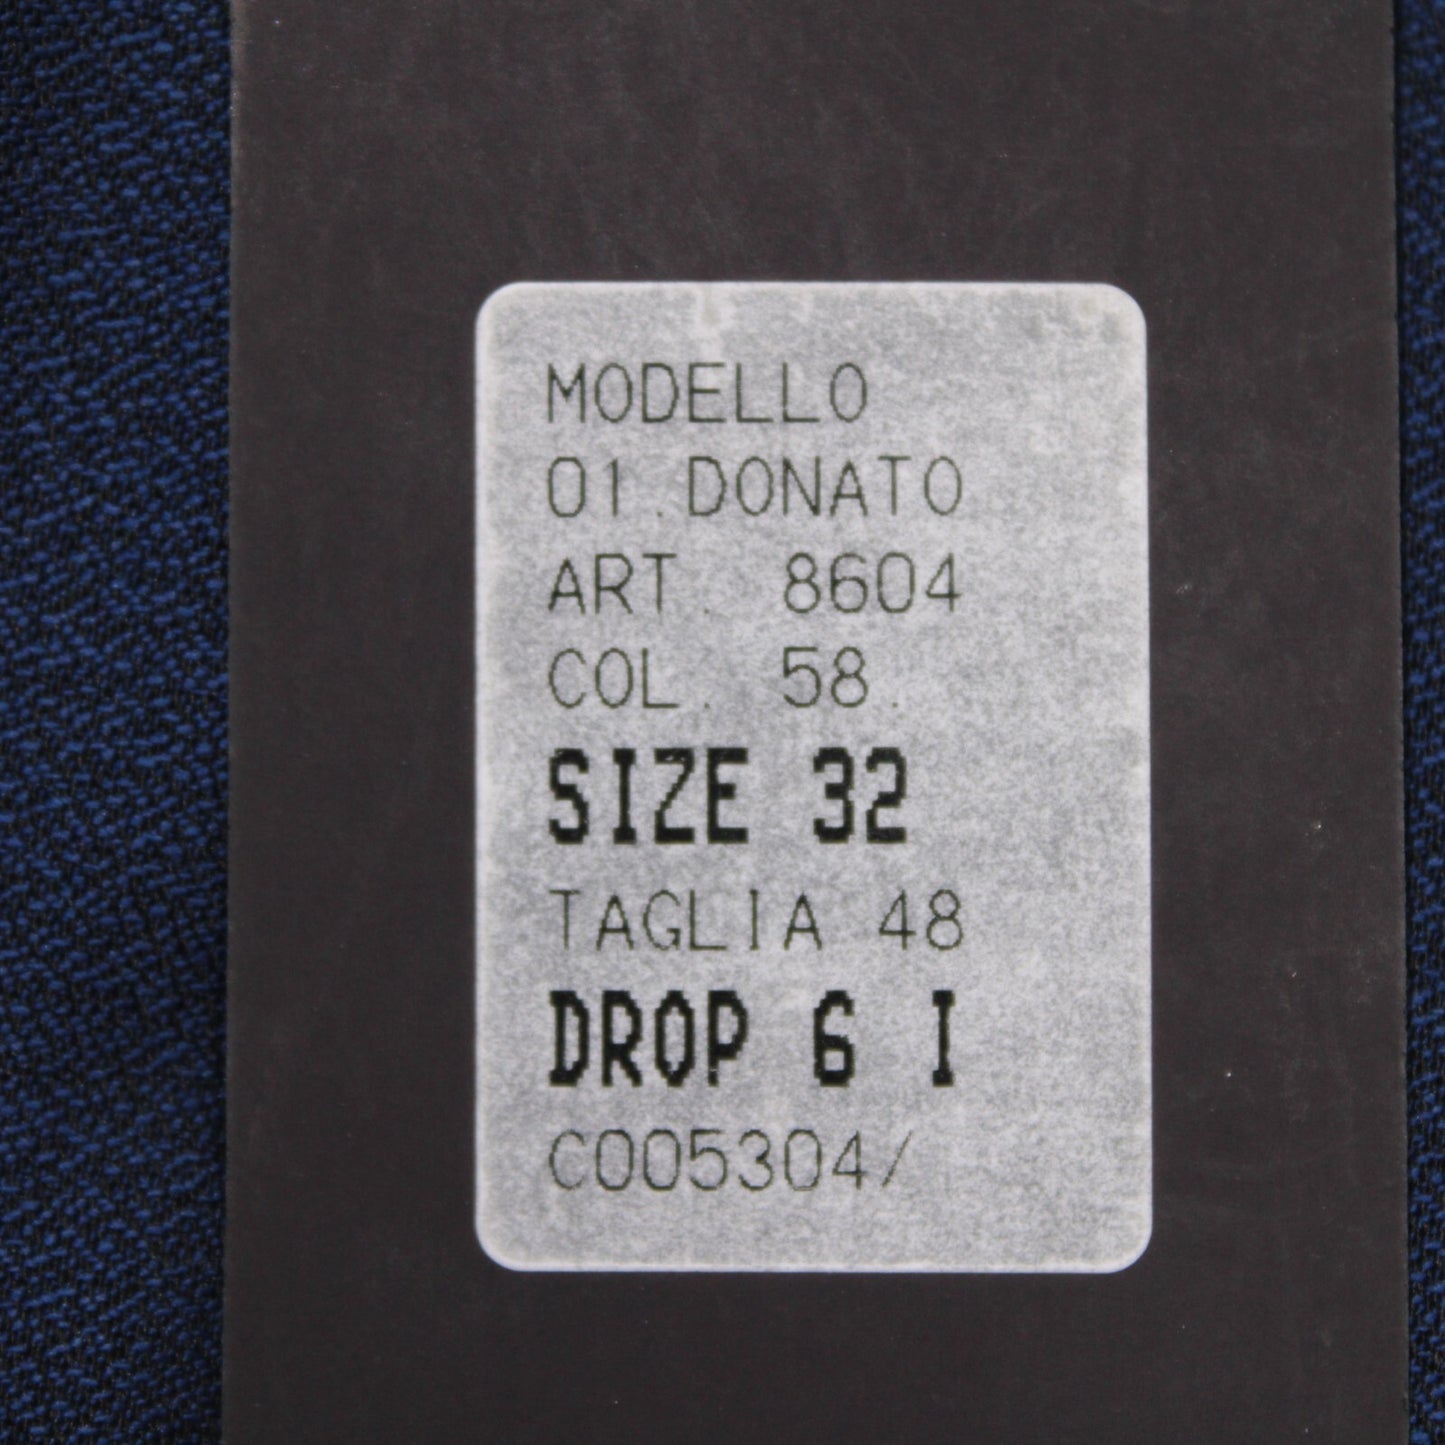 MODELLO
01.DONATO
ART. 8604
COL. 58.
SIZE 32
TAGLIA 48
DROP 6 I
C005304/